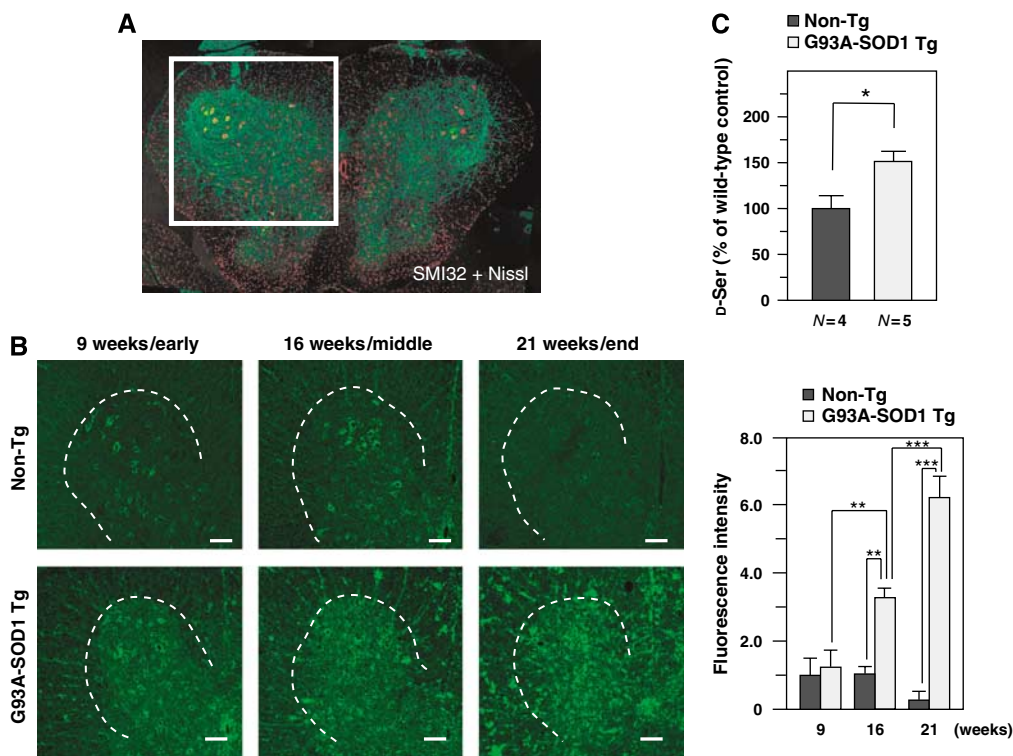 A
SMI32 + Nissl
B
9 weeks/early
16 weeks/middle
21 weeks/end
Non-Tg
G93A-SOD1 Tg
C
Non-Tg
G93A-SOD1 Tg
D-Ser (% of wild-type control)
200
150
100
50
0
*
N=4
N=5
Non-Tg
G93A-SOD1 Tg
Fluorescence intensity
8.0
6.0
4.0
2.0
0
**
**
***
***
9
16
21
(weeks)